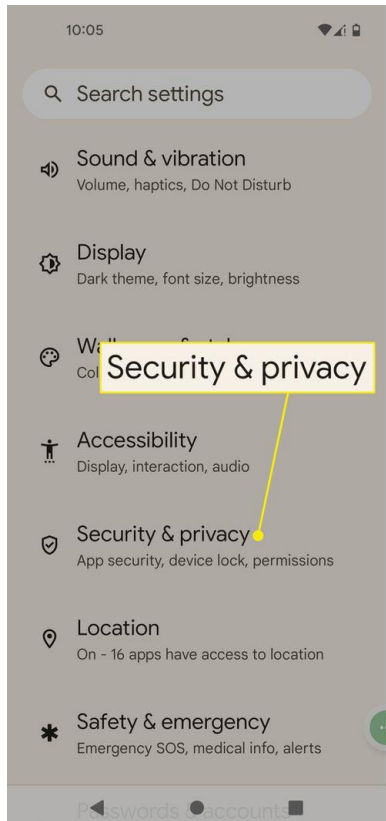 10:05
Search settings
Sound & vibration
Volume, haptics, Do Not Disturb
Display
Dark theme, font size, brightness
Security & privacy
Accessibility
Display, interaction, audio
Security & privacy
App security, device lock, permissions
Location
On - 16 apps have access to location
Safety & emergency
Emergency SOS, medical info, alerts
Passwords & accounts